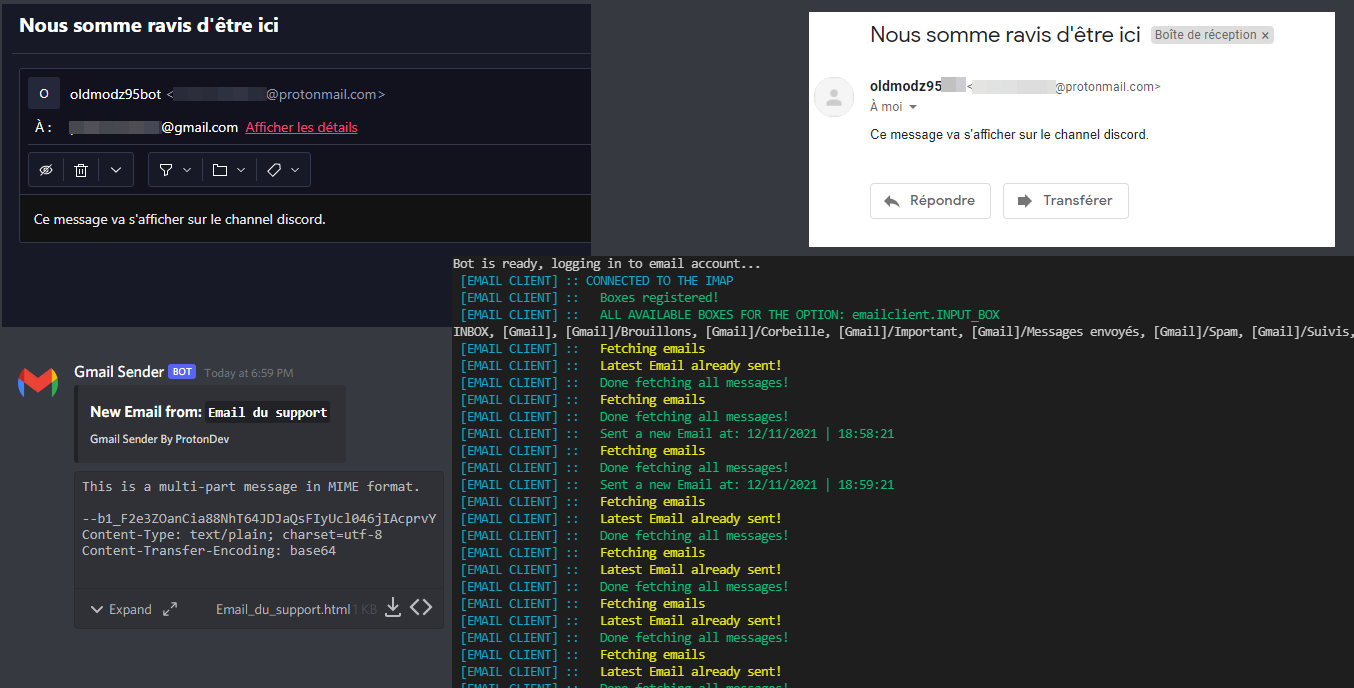 Nous somme ravis d'être ici
O
oldmodz95bot < @protonmail.com>
À : @gmail.com Afficher les détails
Ce message va s'afficher sur le channel discord.
Nous somme ravis d'être ici Boîte de réception ×
oldmodz95 < @protonmail.com>
À moi
Ce message va s'afficher sur le channel discord.
Répondre Transférer
Gmail Sender BOT Today at 6:59 PM
New Email from: Email du support
Gmail Sender By ProtonDev
This is a multi-part message in MIME format.
--b1_F2e3ZOanCia88NhT64JDJaQsFIyUcl046jIAcprvY
Content-Type: text/plain; charset=utf-8
Content-Transfer-Encoding: base64
Expand Email_du_support.html 1 KB
Bot is ready, logging in to email account...
[EMAIL CLIENT] :: CONNECTED TO THE IMAP
[EMAIL CLIENT] :: Boxes registered!
[EMAIL CLIENT] :: ALL AVAILABLE BOXES FOR THE OPTION: emailclient.INPUT_BOX
INBOX, [Gmail], [Gmail]/Brouillons, [Gmail]/Corbeille, [Gmail]/Important, [Gmail]/Messages envoyés, [Gmail]/Spam, [Gmail]/Suivis,
[EMAIL CLIENT] :: Fetching emails
[EMAIL CLIENT] :: Latest Email already sent!
[EMAIL CLIENT] :: Done fetching all messages!
[EMAIL CLIENT] :: Fetching emails
[EMAIL CLIENT] :: Done fetching all messages!
[EMAIL CLIENT] :: Sent a new Email at: 12/11/2021 | 18:58:21
[EMAIL CLIENT] :: Fetching emails
[EMAIL CLIENT] :: Done fetching all messages!
[EMAIL CLIENT] :: Sent a new Email at: 12/11/2021 | 18:59:21
[EMAIL CLIENT] :: Fetching emails
[EMAIL CLIENT] :: Latest Email already sent!
[EMAIL CLIENT] :: Done fetching all messages!
[EMAIL CLIENT] :: Fetching emails
[EMAIL CLIENT] :: Latest Email already sent!
[EMAIL CLIENT] :: Done fetching all messages!
[EMAIL CLIENT] :: Fetching emails
[EMAIL CLIENT] :: Latest Email already sent!
[EMAIL CLIENT] :: Done fetching all messages!
[EMAIL CLIENT] :: Fetching emails
[EMAIL CLIENT] :: Latest Email already sent!
[EMAIL CLIENT] :: Done fetching all messages!